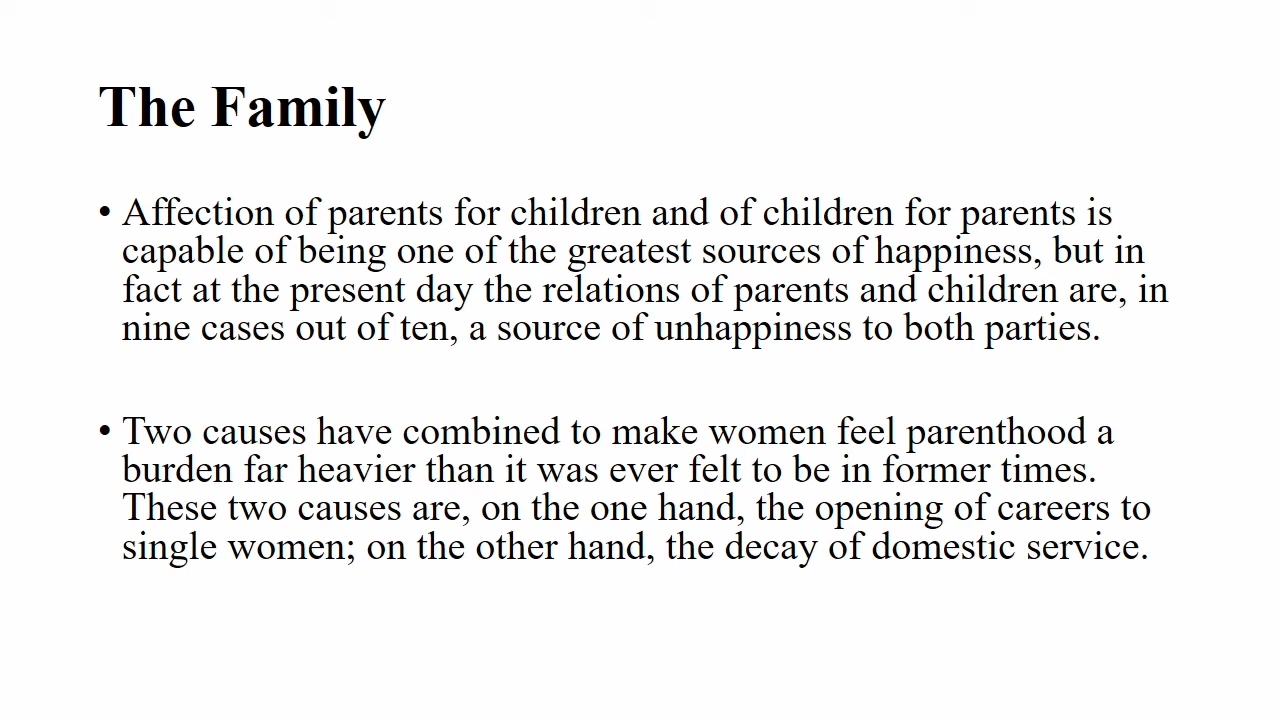 The Family
• Affection of parents for children and of children for parents is
capable of being one of the greatest sources of happiness, but in
fact at the present day the relations of parents and children are, in
nine cases out of ten, a source of unhappiness to both parties.
• Two causes have combined to make women feel parenthood a
burden far heavier than it was ever felt to be in former times.
These two causes are, on the one hand, the opening of careers to
single women; on the other hand, the decay of domestic service.